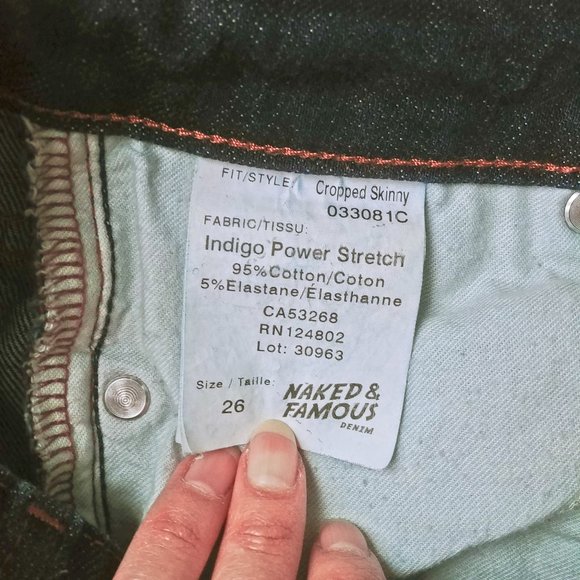 FIT/STYLE: Cropped Skinny
033081C
FABRIC/TISSU:
Indigo Power Stretch
95%Cotton/Coton
5%Elastane/Élasthanne
CA53268
RN124802
Lot: 30963
Size / Taille:
26
NAKED &
FAMOUS
DENIM